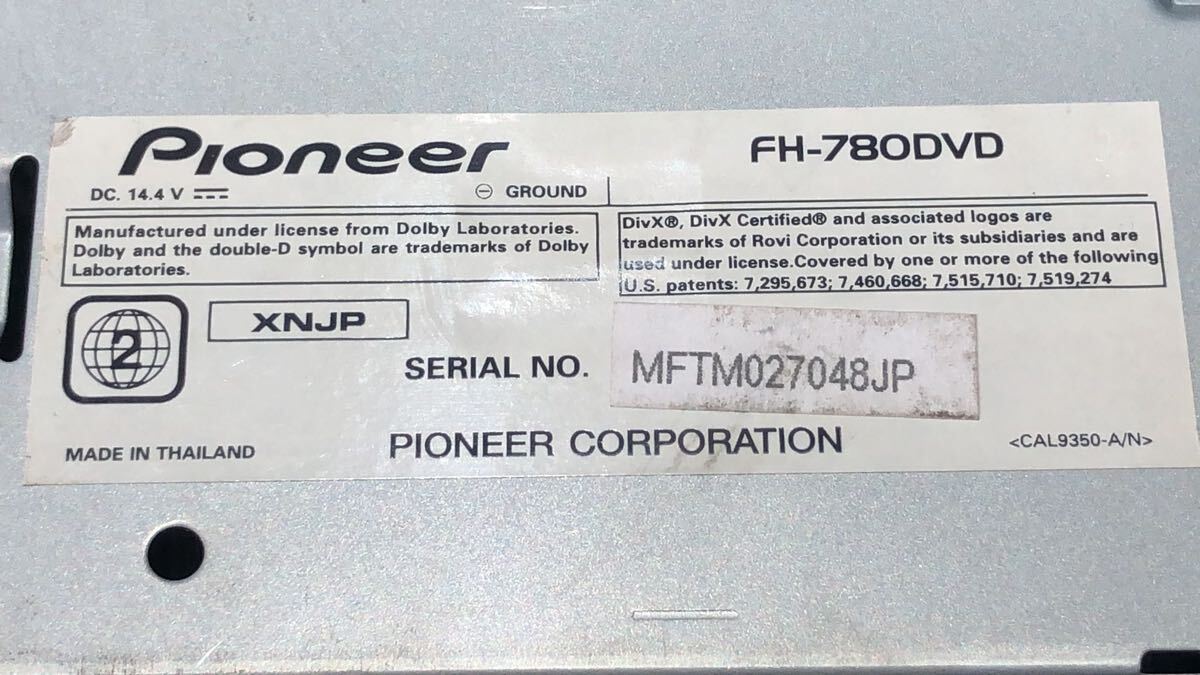 Pioneer
FH-780DVD
DC. 14.4 V
GROUND
Manufactured under license from Dolby Laboratories.
Dolby and the double-D symbol are trademarks of Dolby
Laboratories.
DivX®, DivX Certified® and associated logos are
trademarks of Rovi Corporation or its subsidiaries and are
used under license.Covered by one or more of the following
U.S. patents: 7,295,673; 7,460,668; 7,515,710; 7,519,274
2
XNJP
SERIAL NO.
MFTM027048JP
MADE IN THAILAND
PIONEER CORPORATION
<CAL9350-A/N>